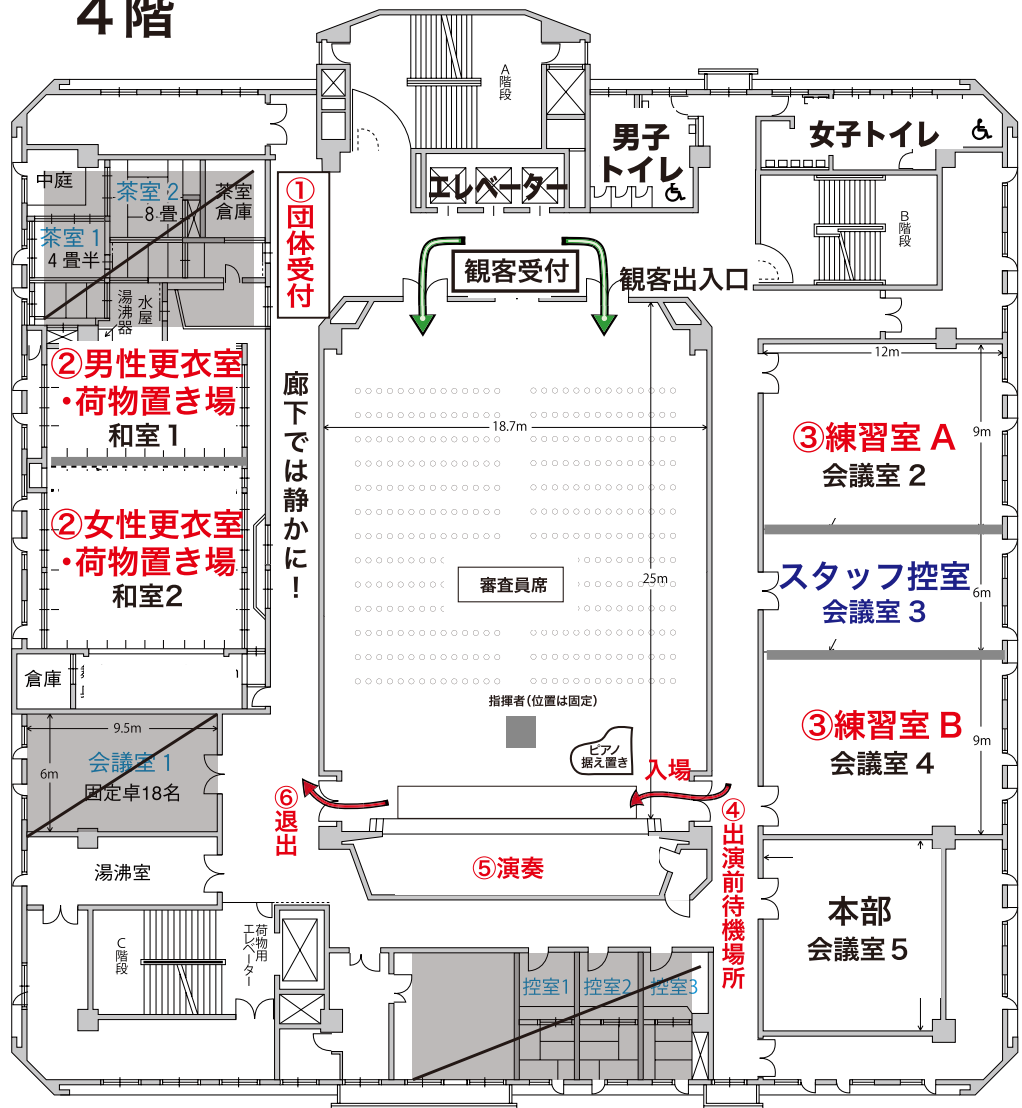 4階
A階段
男子
トイレ
女子トイレ
エレベーター
中庭
茶室2
8畳
茶室
倉庫
茶室1
4畳半
水屋
湯沸器
①団体受付
B階段
観客受付
観客出入口
②男性更衣室
・荷物置き場
和室1
廊下では静かに！
18.7m
25m
12m
9m
③練習室A
会議室2
②女性更衣室
・荷物置き場
和室2
審査員席
スタッフ控室
会議室3
6m
倉庫
指揮者(位置は固定)
ピアノ
据え置き
③練習室B
会議室4
9m
9.5m
6m
会議室1
固定卓18名
入場
⑥退出
④出演前待機場所
⑤演奏
湯沸室
本部
会議室5
C階段
荷物用
エレベーター
控室1
控室2
控室3